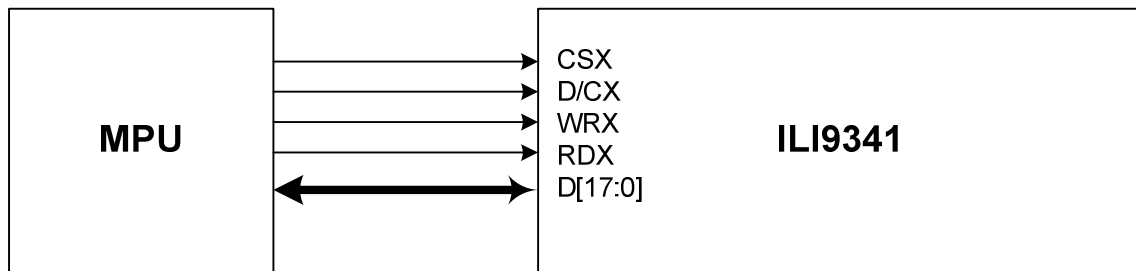 MPU
CSX
D/CX
WRX
RDX
D[17:0]
ILI9341